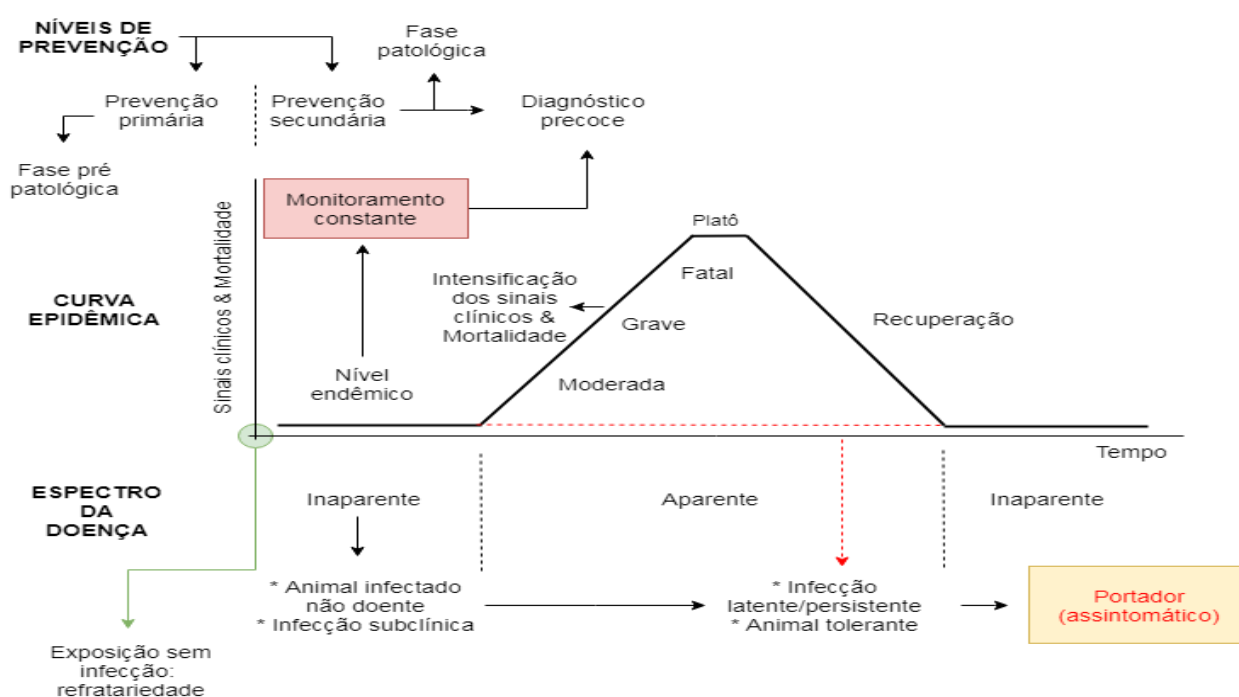 NÍVEIS DE
PREVENÇÃO
Fase
patológica
Prevenção
primária
Prevenção
secundária
Diagnóstico
precoce
Fase pré
patológica
Monitoramento
constante
Sinais clínicos & Mortalidade
Platô
CURVA
EPIDÊMICA
Intensificação
dos sinais
clínicos &
Mortalidade
Fatal
Grave
Moderada
Recuperação
Nível
endêmico
Tempo
ESPECTRO
DA
DOENÇA
Inaparente
Aparente
Inaparente
* Animal infectado
não doente
* Infecção subclínica
* Infecção
latente/persistente
* Animal tolerante
Portador
(assintomático)
Exposição sem
infecção:
refratariedade